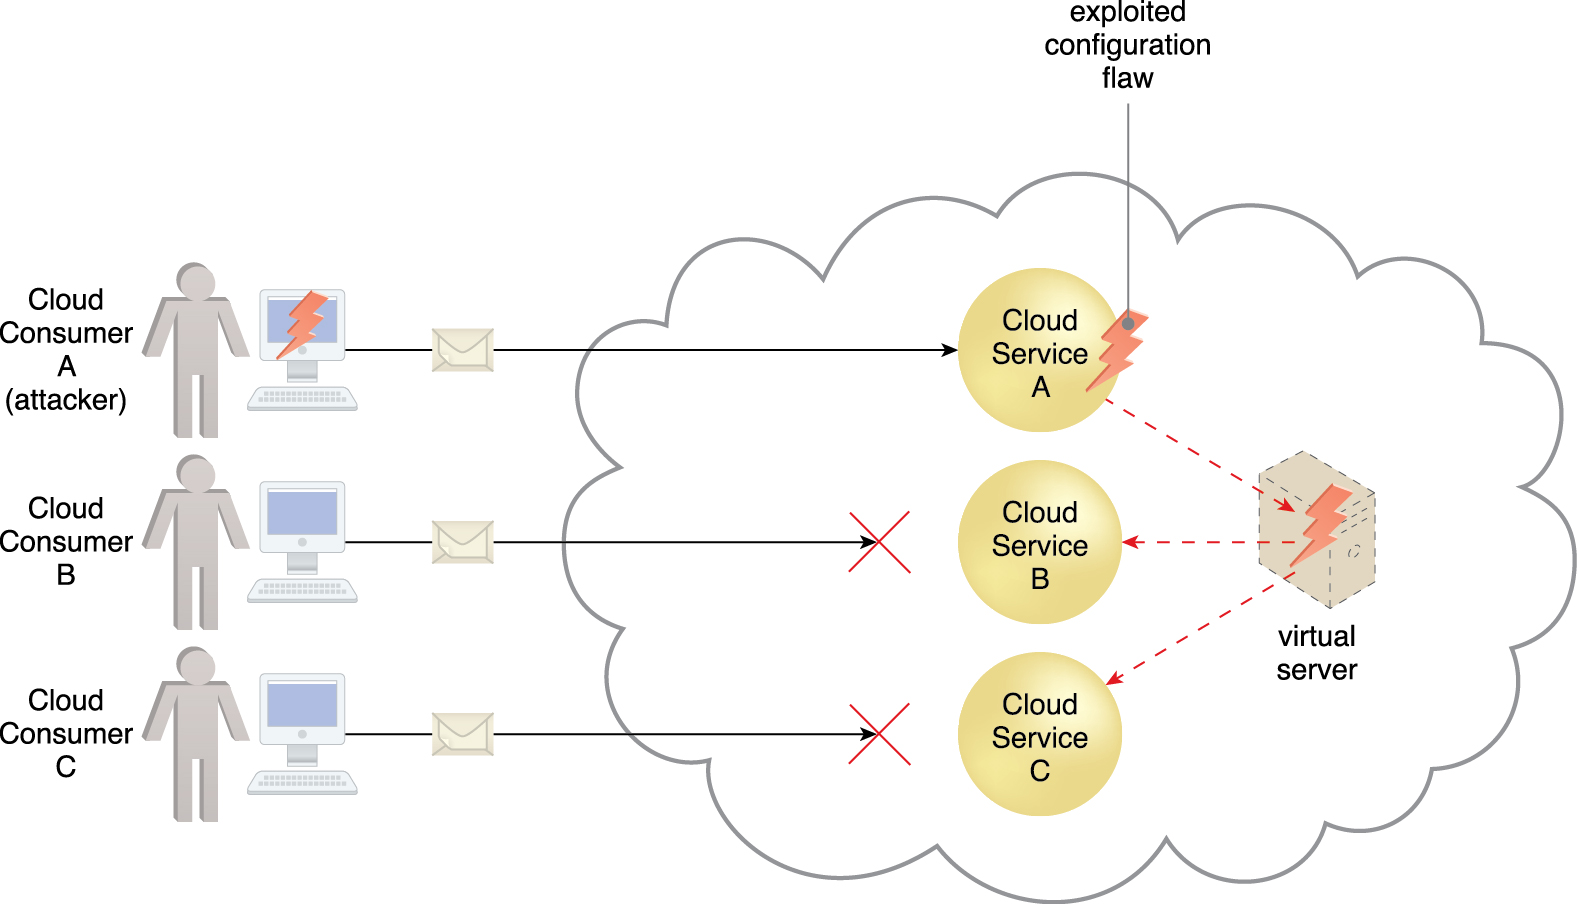 exploited
configuration
flaw
Cloud
Consumer
A
(attacker)
Cloud
Service
A
Cloud
Consumer
B
Cloud
Service
B
virtual
server
Cloud
Consumer
C
Cloud
Service
C